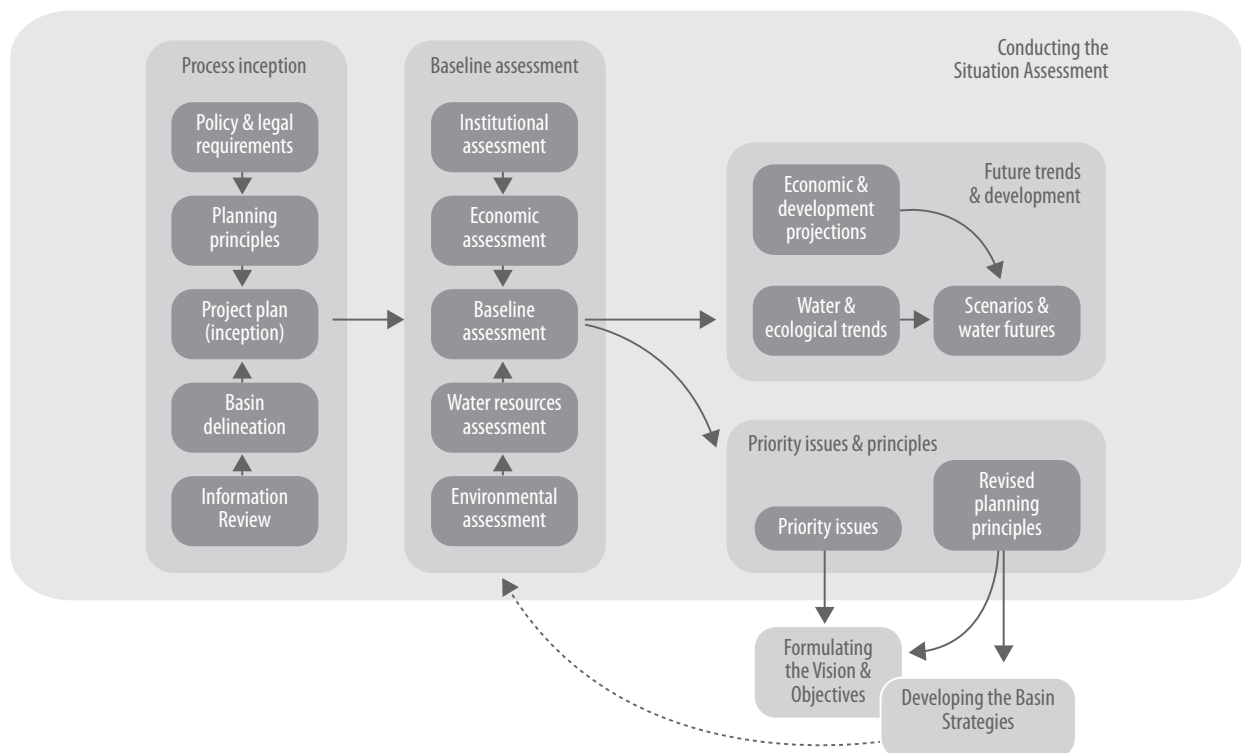 Conducting the
Situation Assessment
Process inception
Policy & legal
requirements
Planning
principles
Project plan
(inception)
Basin
delineation
Information
Review
Baseline assessment
Institutional
assessment
Economic
assessment
Baseline
assessment
Water resources
assessment
Environmental
assessment
Future trends
& development
Economic &
development
projections
Water &
ecological trends
Scenarios &
water futures
Priority issues & principles
Priority issues
Revised
planning
principles
Formulating
the Vision &
Objectives
Developing the Basin
Strategies